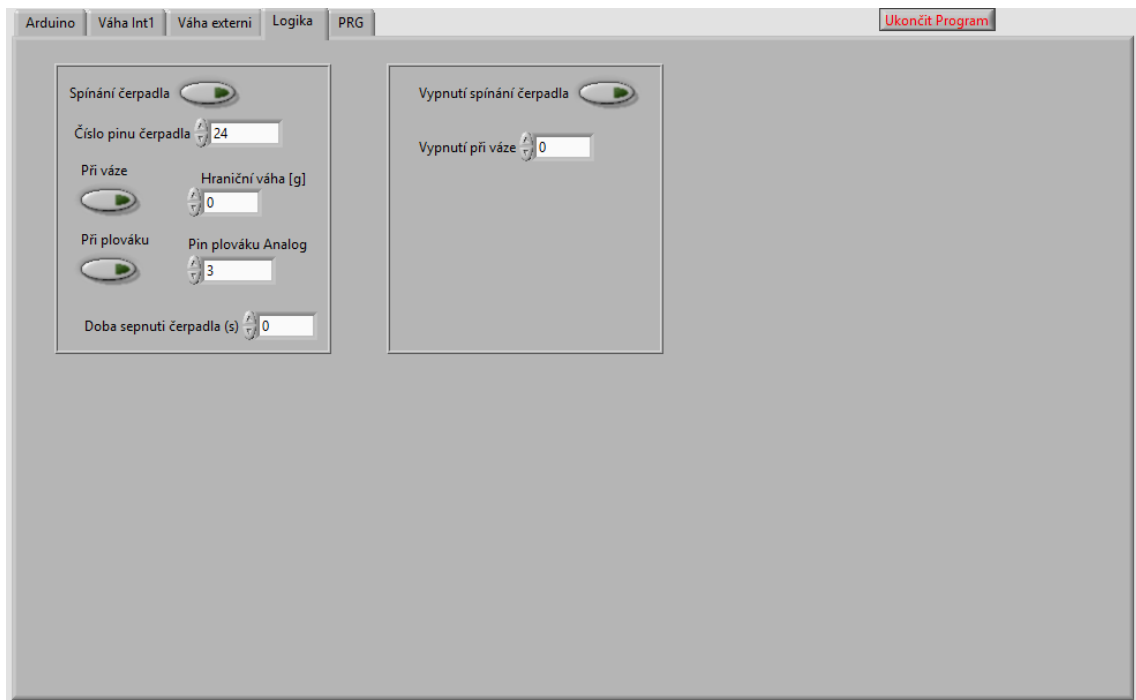 Arduino
Váha Int1
Váha externi
Logika
PRG
Ukončit Program
Spínání čerpadla
Číslo pinu čerpadla 24
Při váze
Hraniční váha [g]
0
Při plováku
Pin plováku Analog
3
Doba sepnuti čerpadla (s) 0
Vypnutí spínání čerpadla
Vypnutí při váze 0